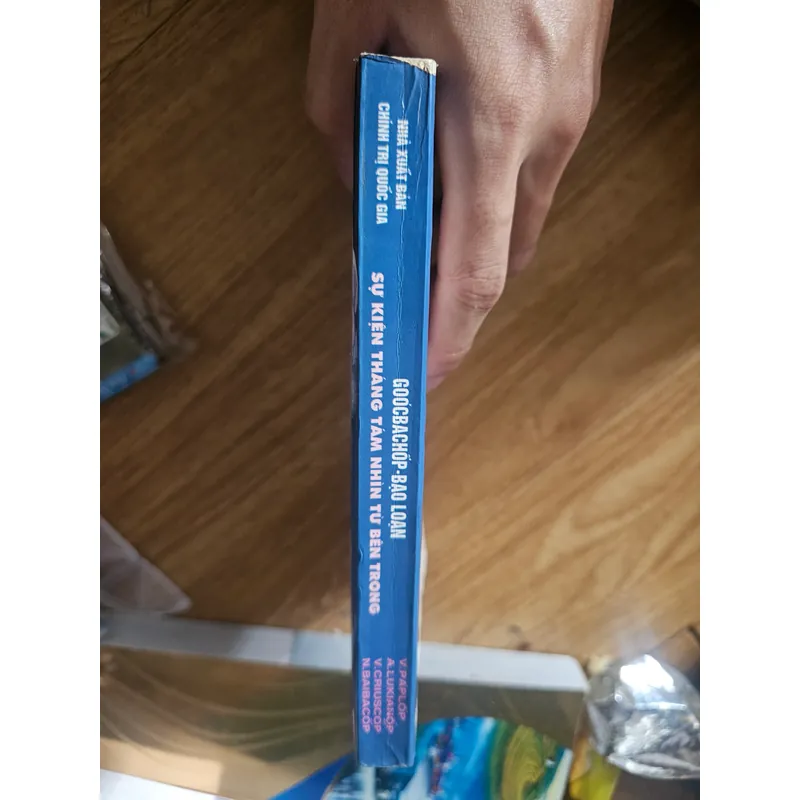 NHÀ XUẤT BẢN
CHÍNH TRỊ QUỐC GIA
GOÓCBACHỐP-BẠO LOẠN
SỰ KIỆN THÁNG TÁM NHÌN TỪ BÊN TRONG
V.PAPLỐP
A.LUKIANỐP
V.CRIUSCỐP
N.BAIBACỐP